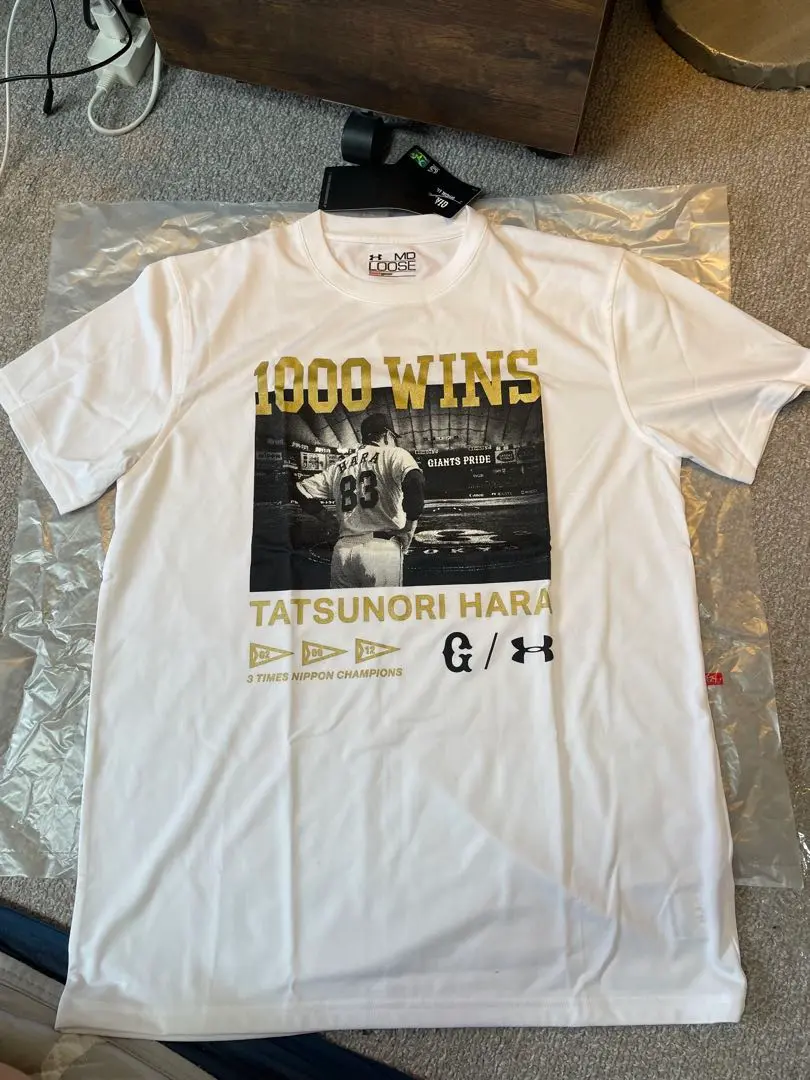 MD
LOOSE
1000 WINS
GIANTS PRIDE
HARA
83
TATSUNORI HARA
02 09 12
3 TIMES NIPPON CHAMPIONS
G /